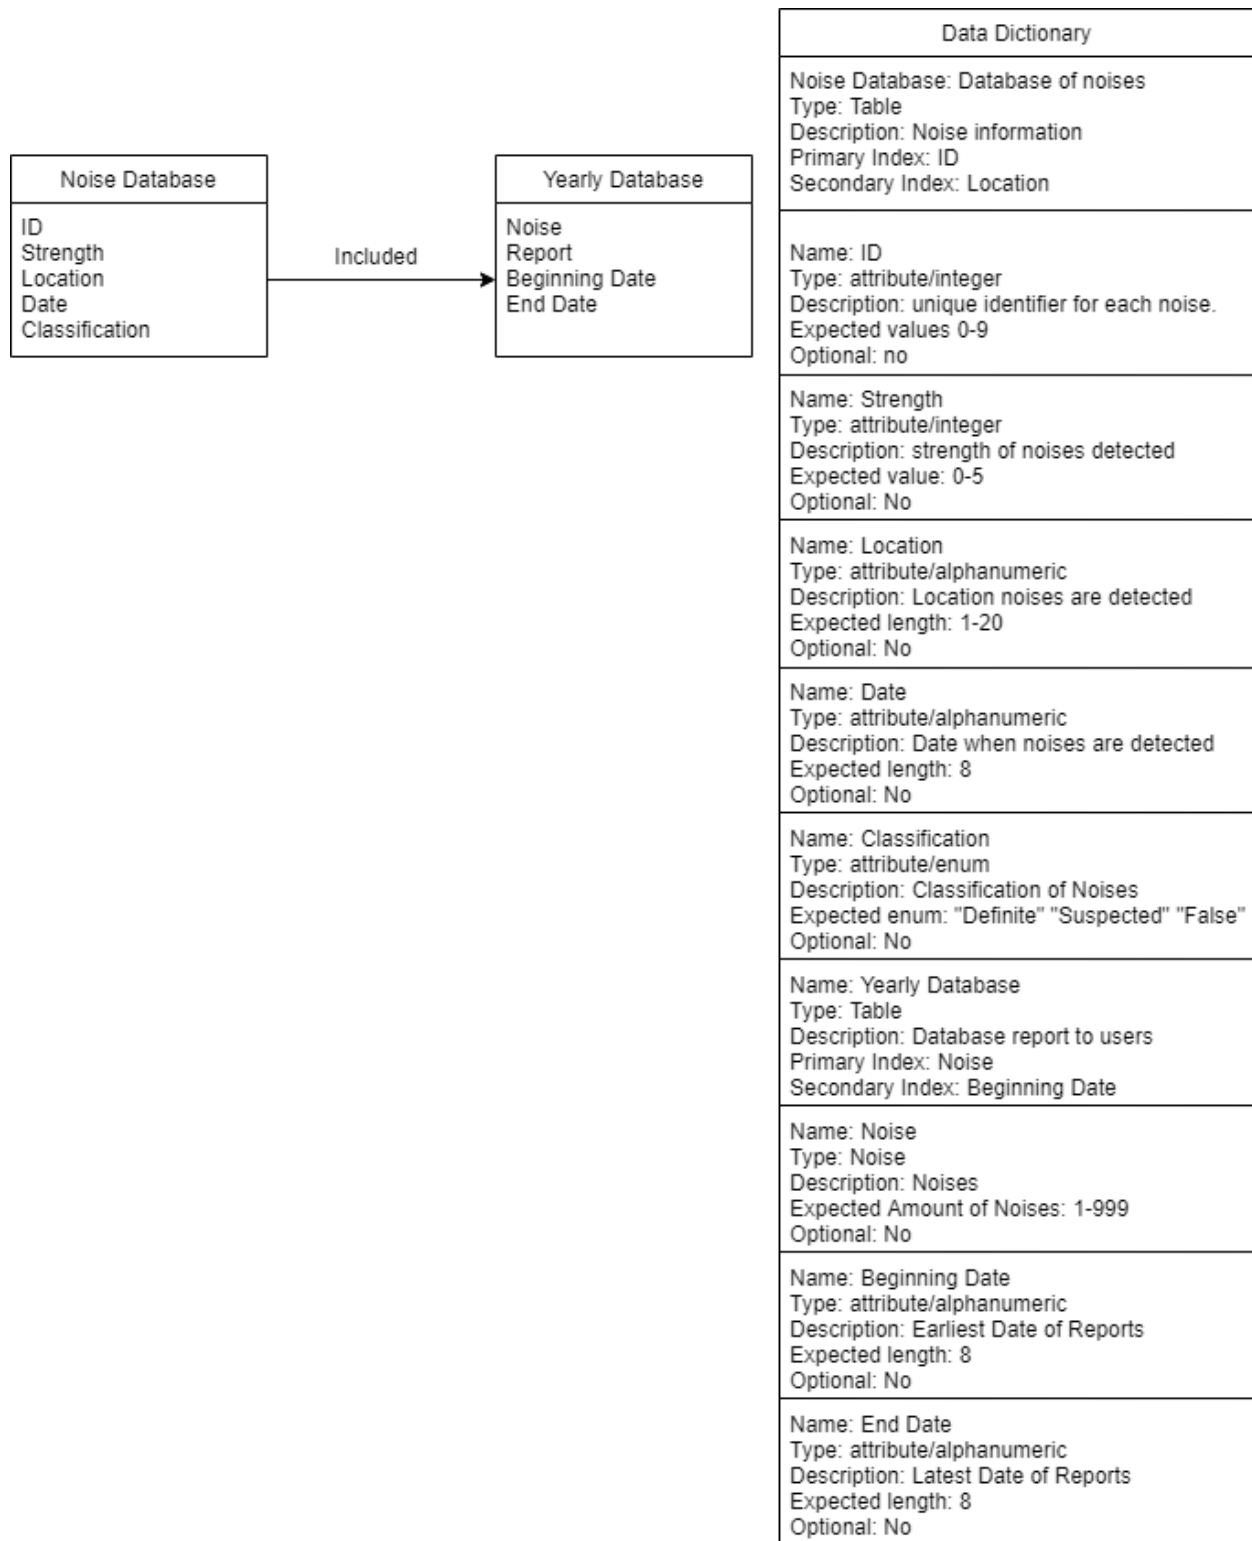 Noise Database
ID
Strength
Location
Date
Classification
Included
Yearly Database
Noise
Report
Beginning Date
End Date
Data Dictionary
Noise Database: Database of noises
Type: Table
Description: Noise information
Primary Index: ID
Secondary Index: Location
Name: ID
Type: attribute/integer
Description: unique identifier for each noise.
Expected values 0-9
Optional: no
Name: Strength
Type: attribute/integer
Description: strength of noises detected
Expected value: 0-5
Optional: No
Name: Location
Type: attribute/alphanumeric
Description: Location noises are detected
Expected length: 1-20
Optional: No
Name: Date
Type: attribute/alphanumeric
Description: Date when noises are detected
Expected length: 8
Optional: No
Name: Classification
Type: attribute/enum
Description: Classification of Noises
Expected enum: "Definite" "Suspected" "False"
Optional: No
Name: Yearly Database
Type: Table
Description: Database report to users
Primary Index: Noise
Secondary Index: Beginning Date
Name: Noise
Type: Noise
Description: Noises
Expected Amount of Noises: 1-999
Optional: No
Name: Beginning Date
Type: attribute/alphanumeric
Description: Earliest Date of Reports
Expected length: 8
Optional: No
Name: End Date
Type: attribute/alphanumeric
Description: Latest Date of Reports
Expected length: 8
Optional: No